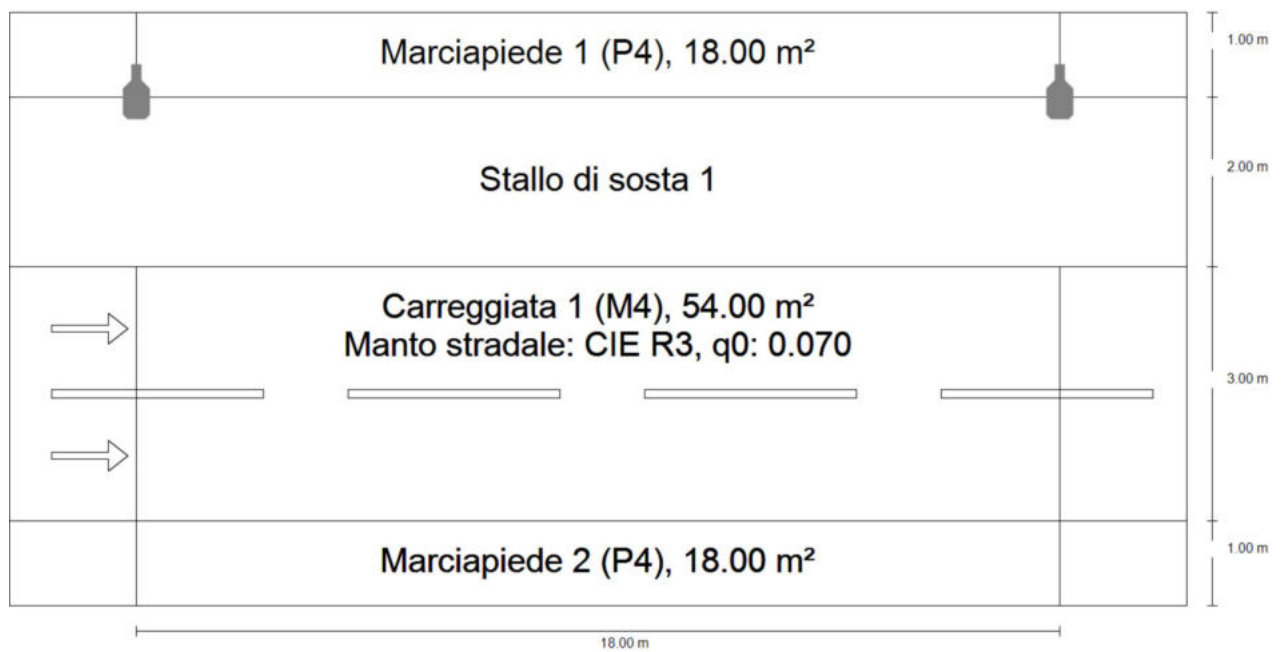 Marciapiede 1 (P4), 18.00 m²
1.00 m
Stallo di sosta 1
2.00 m
Carreggiata 1 (M4), 54.00 m²
Manto stradale: CIE R3, q0: 0.070
3.00 m
Marciapiede 2 (P4), 18.00 m²
1.00 m
18.00 m